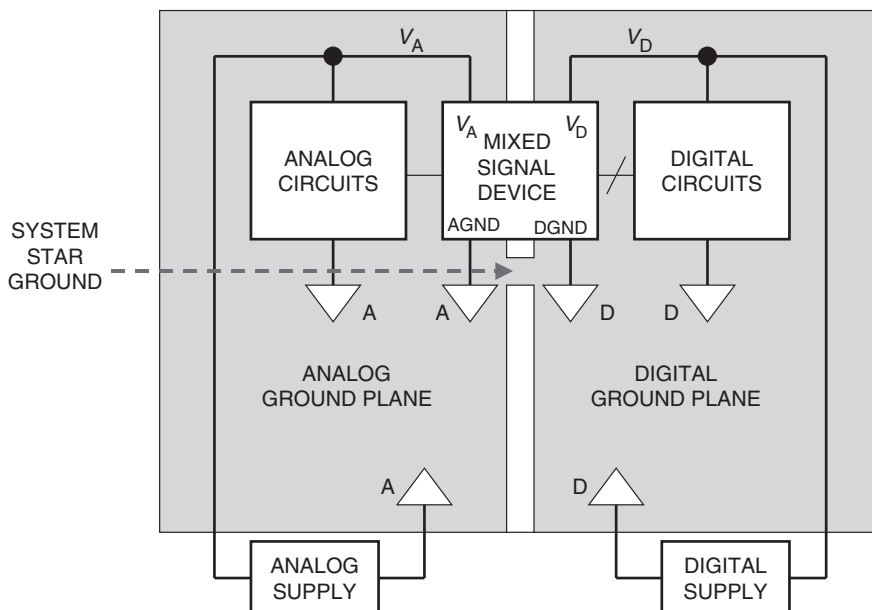 VA
VD
ANALOG
CIRCUITS
VA
VD
MIXED
SIGNAL
DEVICE
AGND
DGND
DIGITAL
CIRCUITS
SYSTEM
STAR
GROUND
A
A
D
D
ANALOG
GROUND PLANE
DIGITAL
GROUND PLANE
A
D
ANALOG
SUPPLY
DIGITAL
SUPPLY